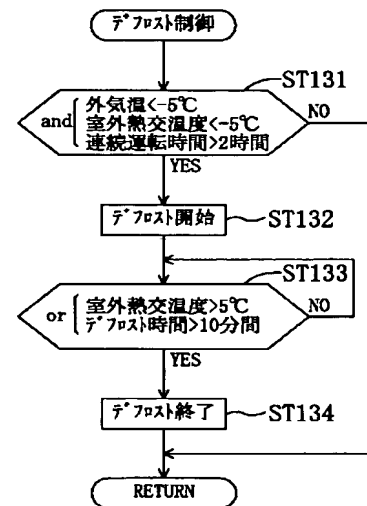 デフロスト制御
ST131
and
外気温<-5℃
室外熱交温度<-5℃
連続運転時間>2時間
NO
YES
デフロスト開始
ST132
ST133
or
室外熱交温度>5℃
デフロスト時間>10分間
NO
YES
デフロスト終了
ST134
RETURN